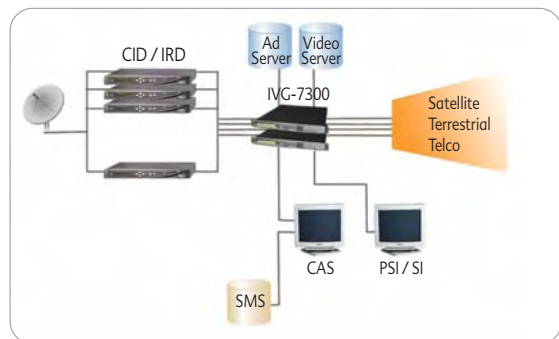 CID / IRD
Ad
Server
Video
Server
IVG-7300
Satellite
Terrestrial
Telco
CAS
PSI / SI
SMS